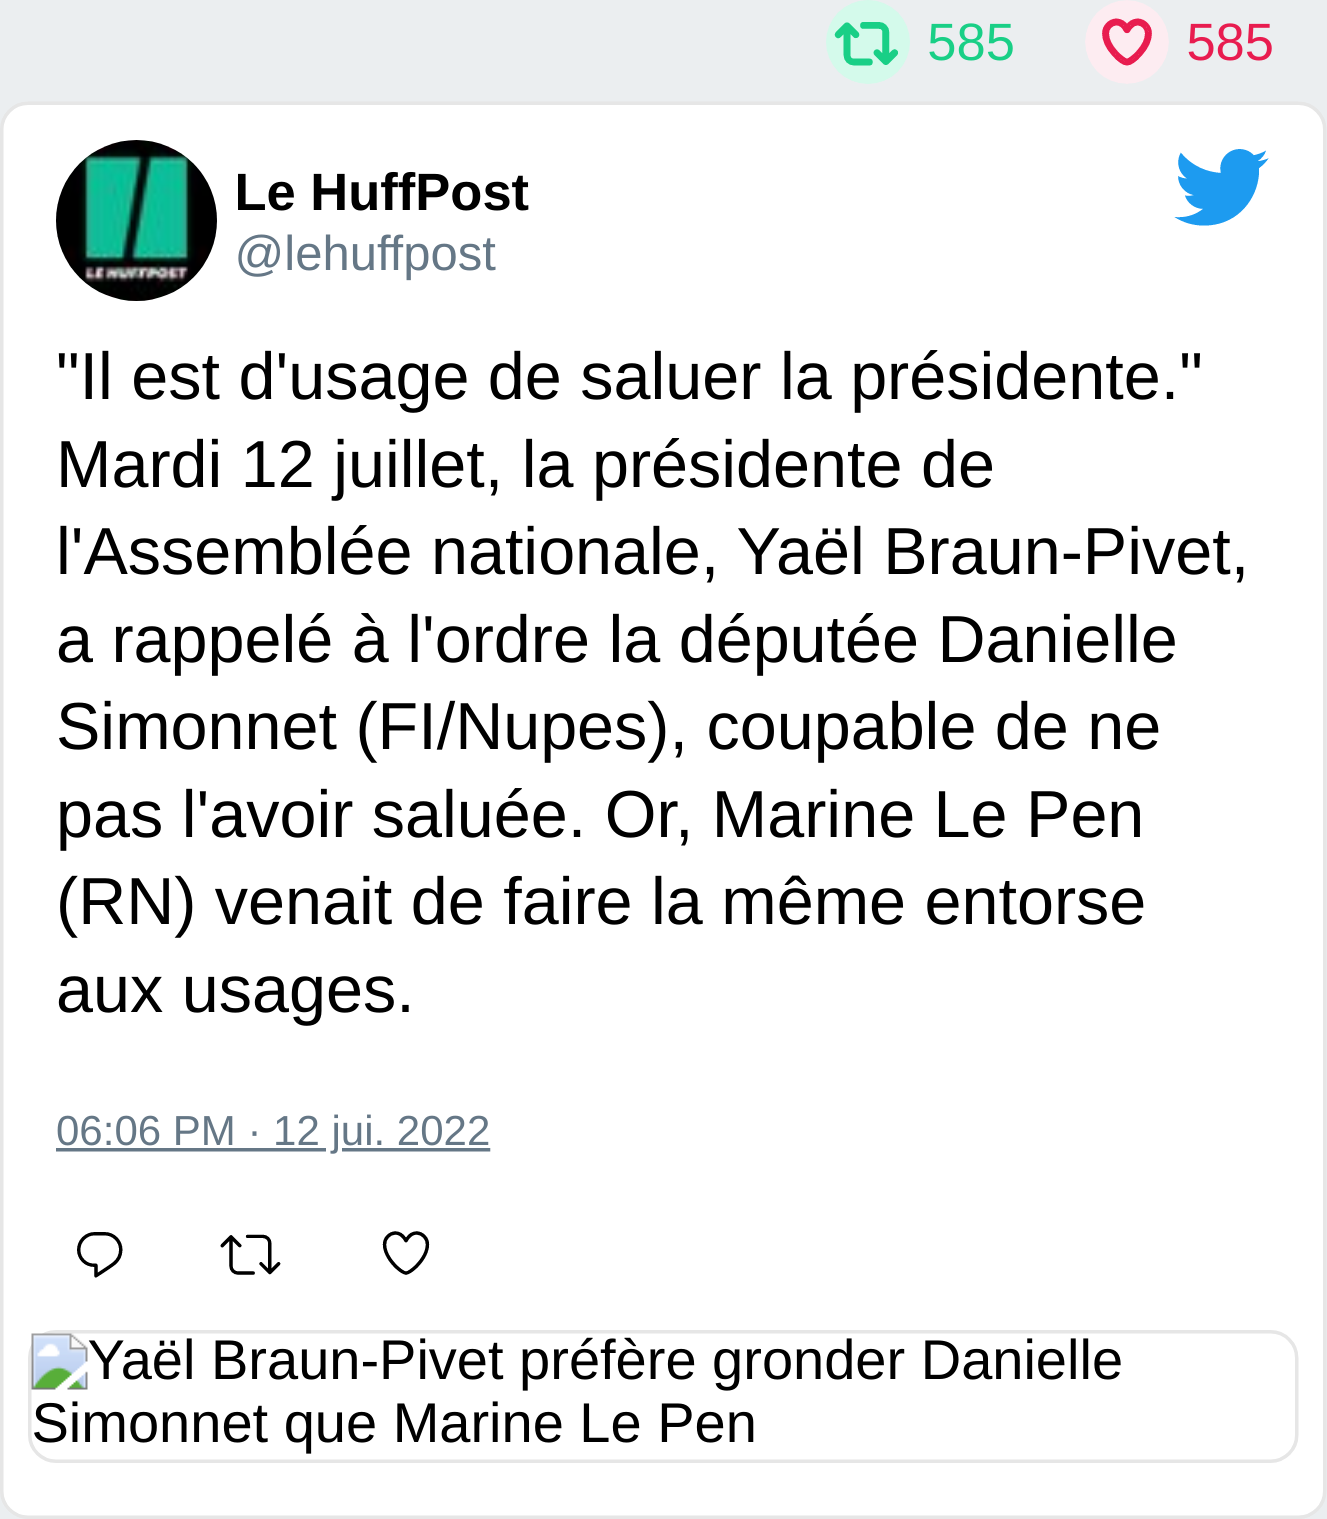 585 585
Le HuffPost
LE HUFFPOST
@lehuffpost
"Il est d'usage de saluer la présidente."
Mardi 12 juillet, la présidente de
l'Assemblée nationale, Yaël Braun-Pivet,
a rappelé à l'ordre la députée Danielle
Simonnet (FI/Nupes), coupable de ne
pas l'avoir saluée. Or, Marine Le Pen
(RN) venait de faire la même entorse
aux usages.
06:06 PM · 12 jui. 2022
Yaël Braun-Pivet préfère gronder Danielle
Simonnet que Marine Le Pen